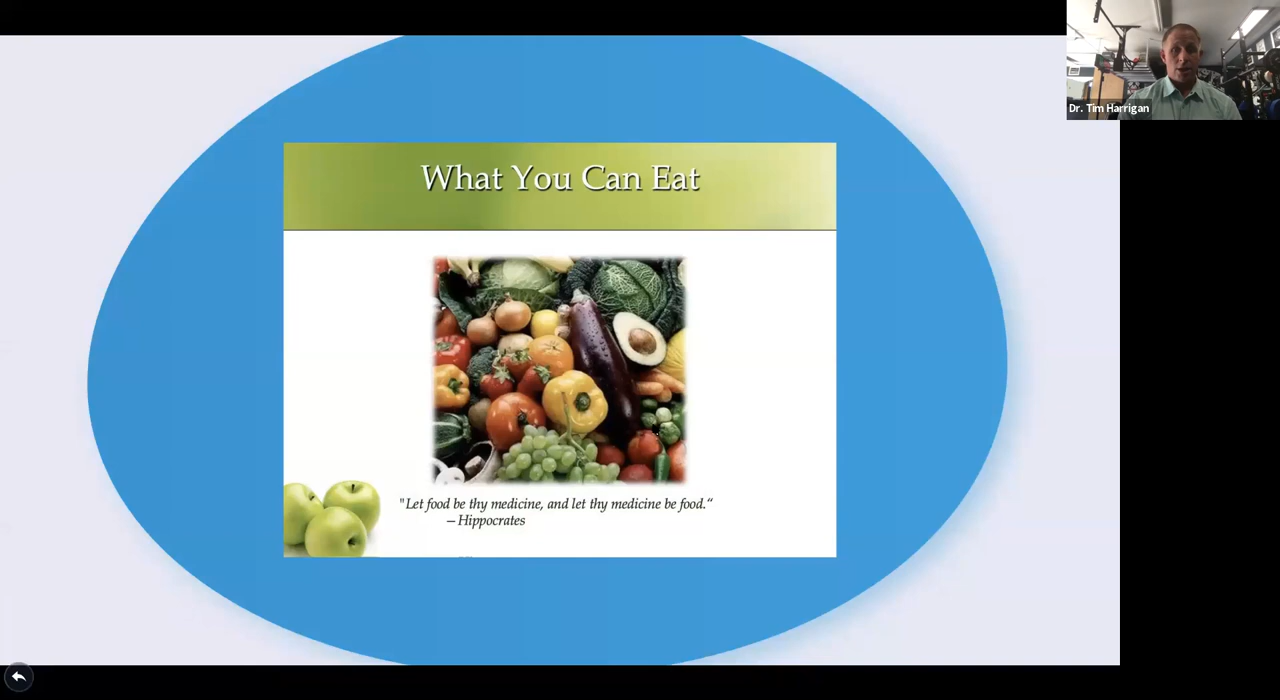 Dr. Tim Harrigan
What You Can Eat
"Let food be thy medicine, and let thy medicine be food.“
– Hippocrates